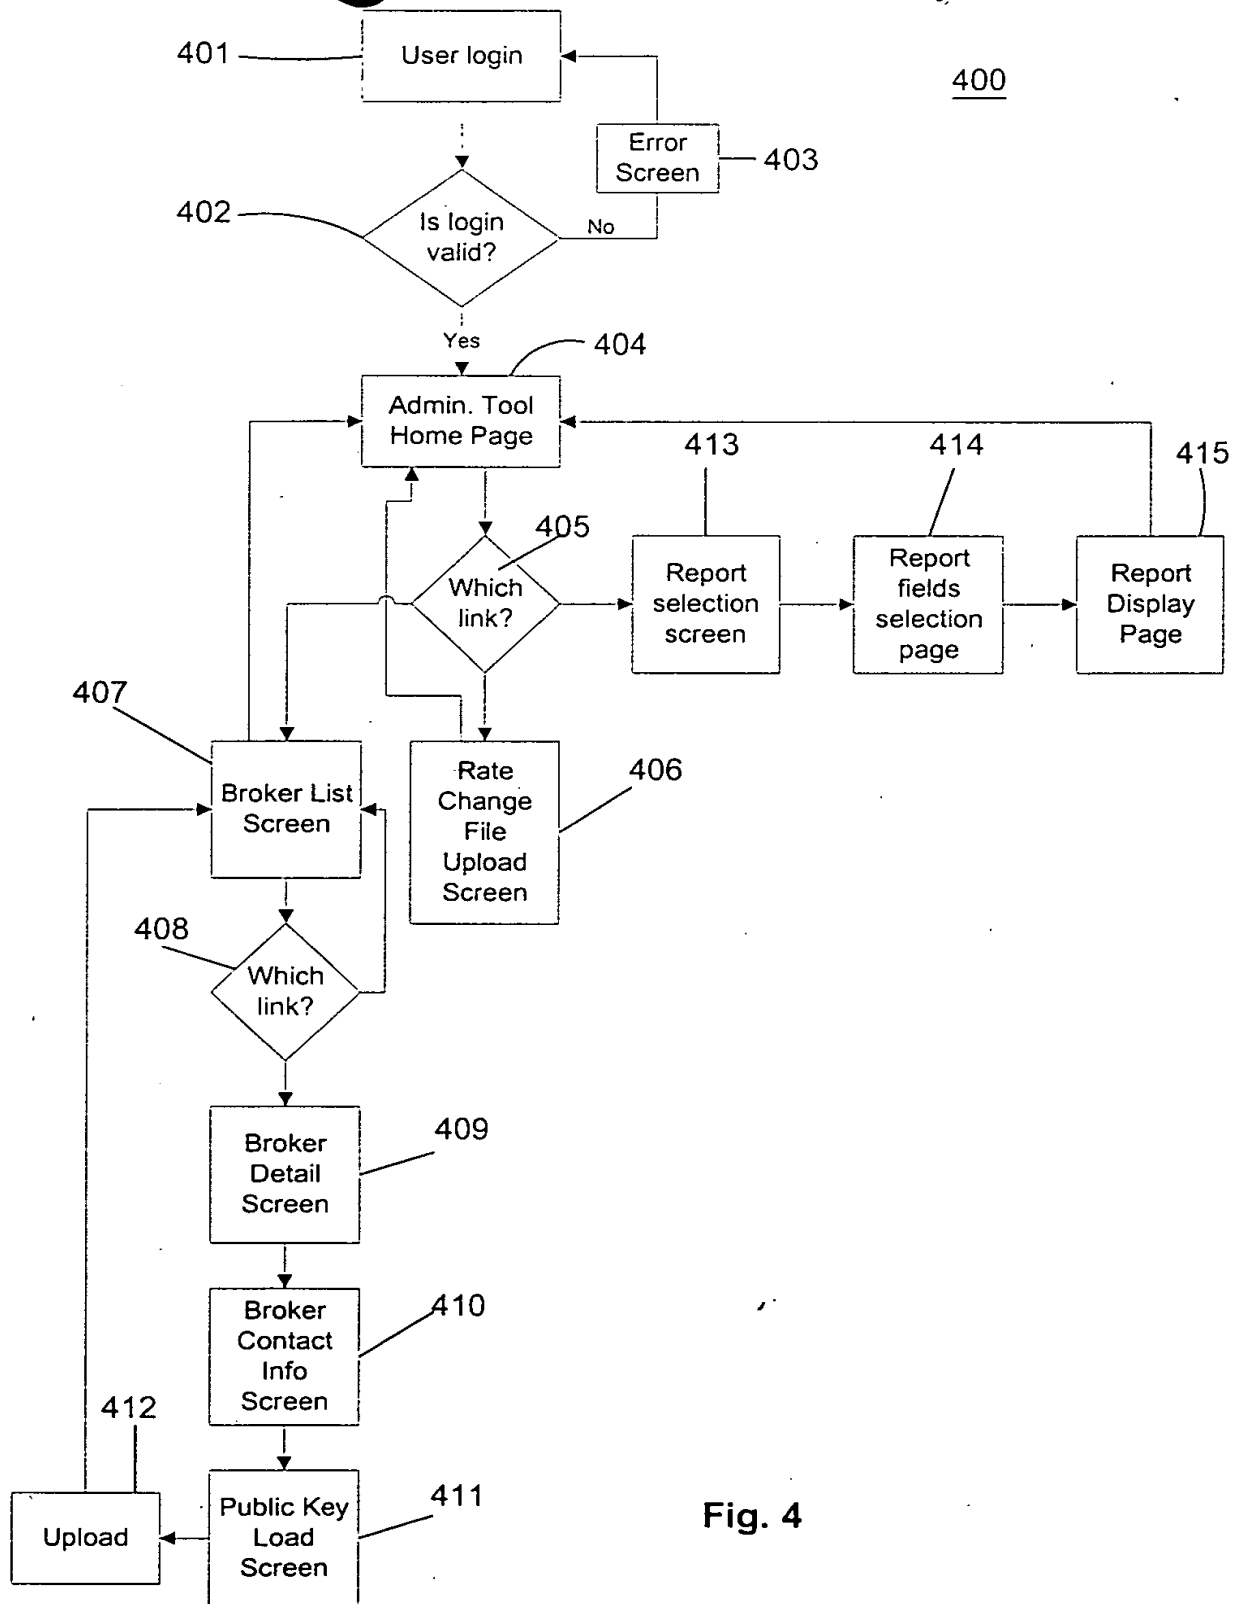 401
User login
400
Error
Screen
403
402
Is login
valid?
No
Yes
404
Admin. Tool
Home Page
413
414
415
405
Which
link?
Report
selection
screen
Report
fields
selection
page
Report
Display
Page
407
Broker List
Screen
Rate
Change
File
Upload
Screen
406
408
Which
link?
Broker
Detail
Screen
409
Broker
Contact
Info
Screen
410
412
Upload
Public Key
Load
Screen
411
Fig. 4